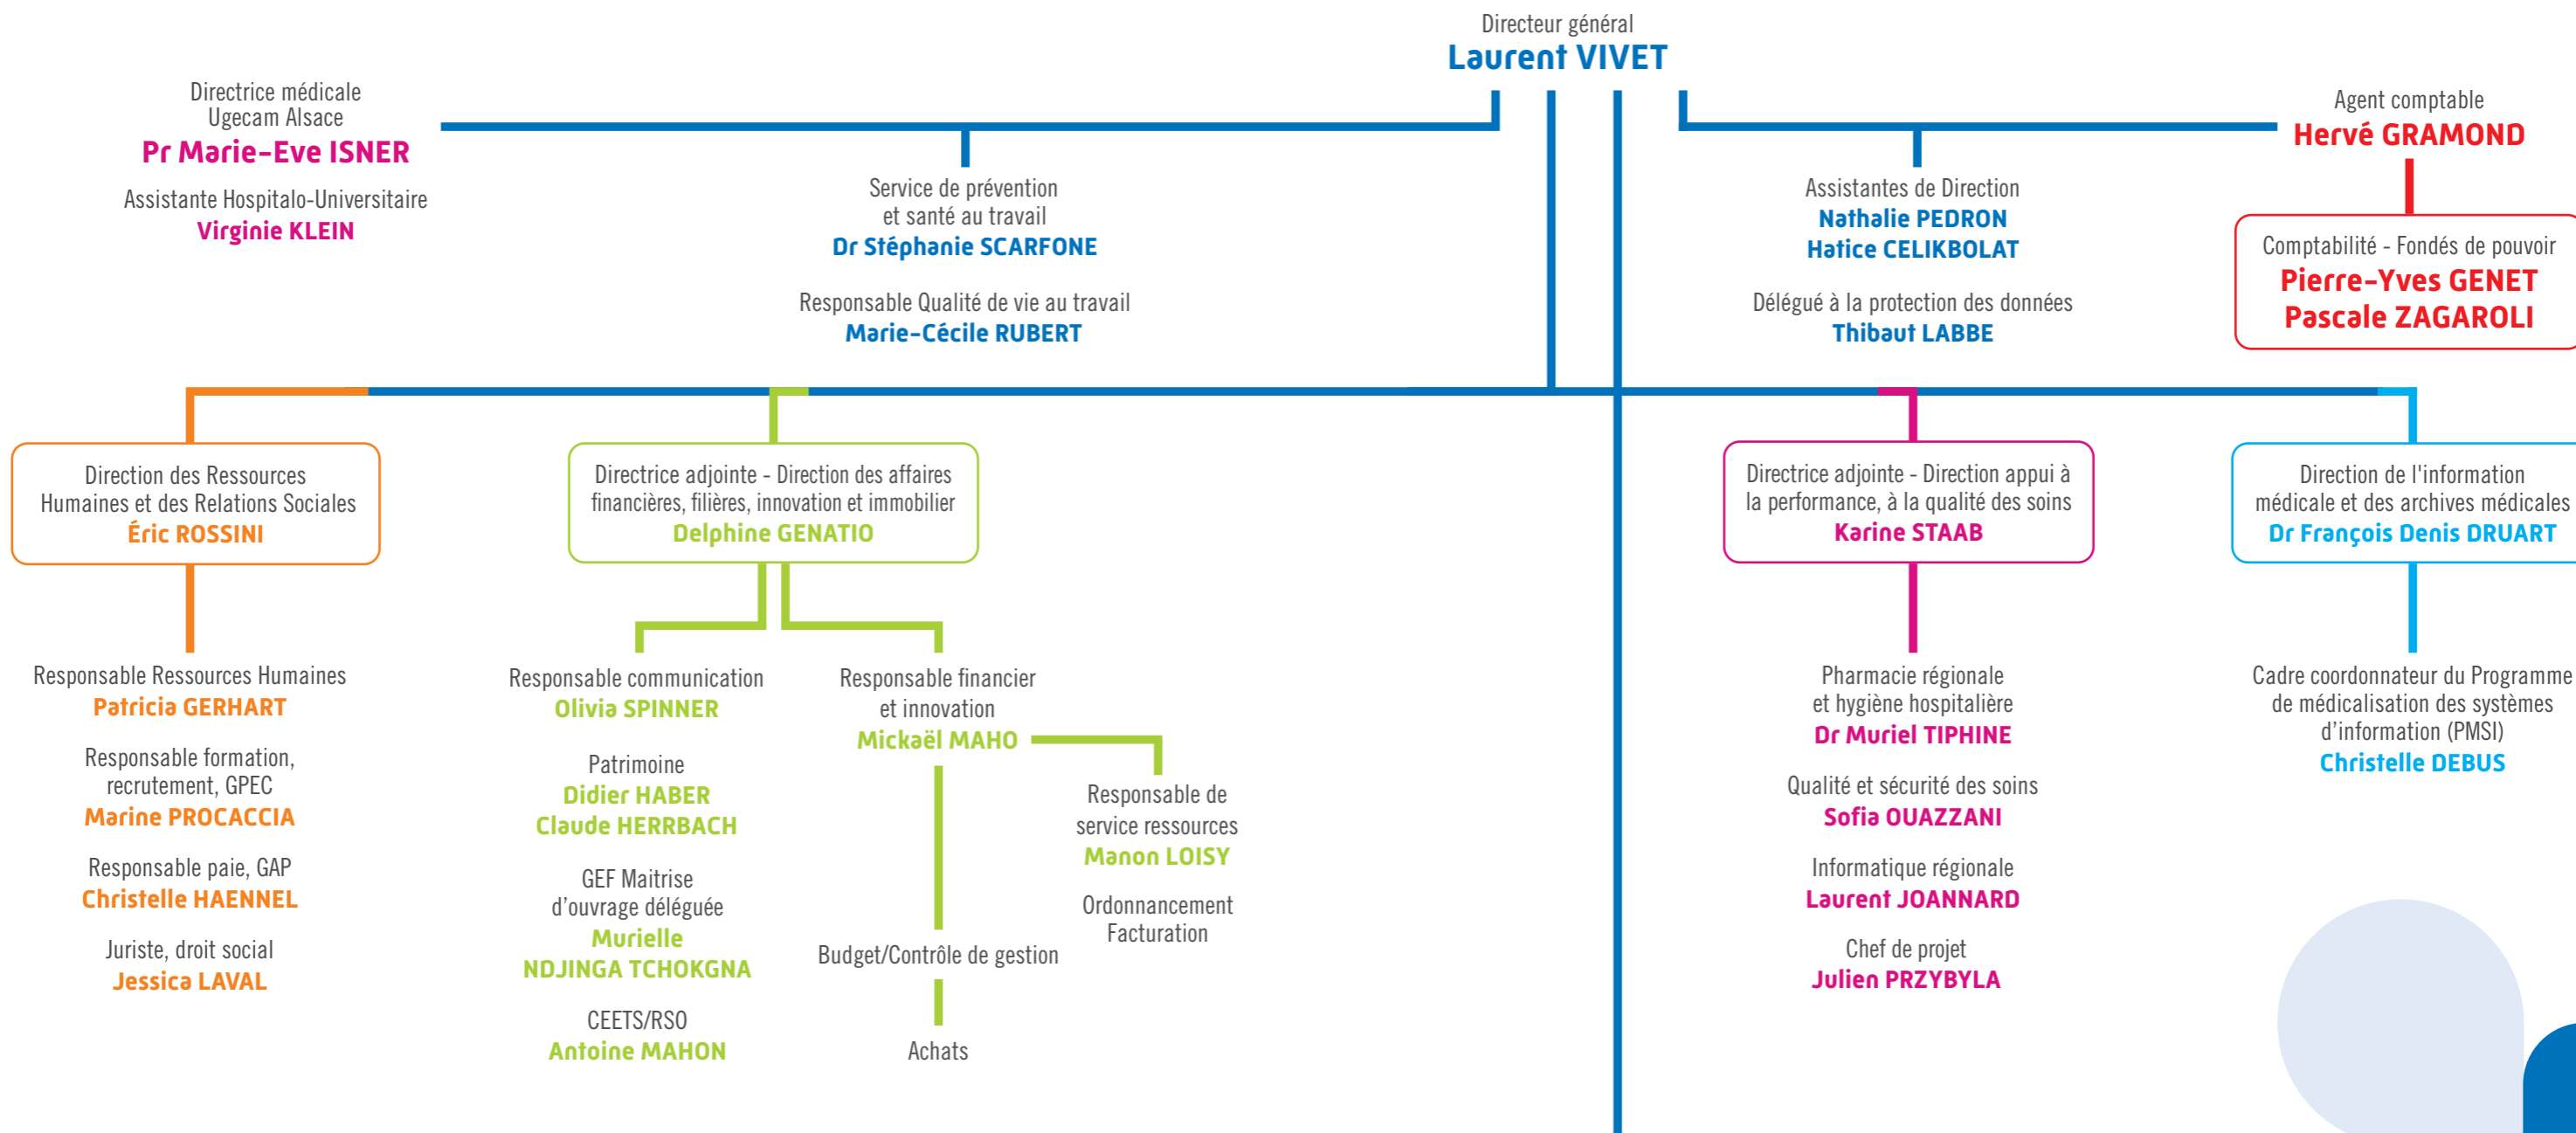 Directeur général
Laurent VIVET
Directrice médicale
Ugecam Alsace
Pr Marie-Eve ISNER
Assistante Hospitalo-Universitaire
Virginie KLEIN
Service de prévention
et santé au travail
Dr Stéphanie SCARFONE
Responsable Qualité de vie au travail
Marie-Cécile RUBERT
Assistantes de Direction
Nathalie PEDRON
Hatice CELIKBOLAT
Délégué à la protection des données
Thibaut LABBE
Agent comptable
Hervé GRAMOND
Comptabilité - Fondés de pouvoir
Pierre-Yves GENET
Pascale ZAGAROLI
Direction des Ressources
Humaines et des Relations Sociales
Éric ROSSINI
Responsable Ressources Humaines
Patricia GERHART
Responsable formation,
recrutement, GPEC
Marine PROCACCIA
Responsable paie, GAP
Christelle HAENNEL
Juriste, droit social
Jessica LAVAL
Directrice adjointe - Direction des affaires
financières, filières, innovation et immobilier
Delphine GENATIO
Responsable communication
Olivia SPINNER
Patrimoine
Didier HABER
Claude HERRBACH
GEF Maitrise
d'ouvrage déléguée
Murielle
NDJINGA TCHOKGNA
CEETS/RSO
Antoine MAHON
Responsable financier
et innovation
Mickaël MAHO
Budget/Contrôle de gestion
Achats
Responsable de
service ressources
Manon LOISY
Ordonnancement
Facturation
Directrice adjointe - Direction appui à
la performance, à la qualité des soins
Karine STAAB
Pharmacie régionale
et hygiène hospitalière
Dr Muriel TIPHINE
Qualité et sécurité des soins
Sofia OUAZZANI
Informatique régionale
Laurent JOANNARD
Chef de projet
Julien PRZYBYLA
Direction de l'information
médicale et des archives médicales
Dr François Denis DRUART
Cadre coordonnateur du Programme
de médicalisation des systèmes
d'information (PMSI)
Christelle DEBUS